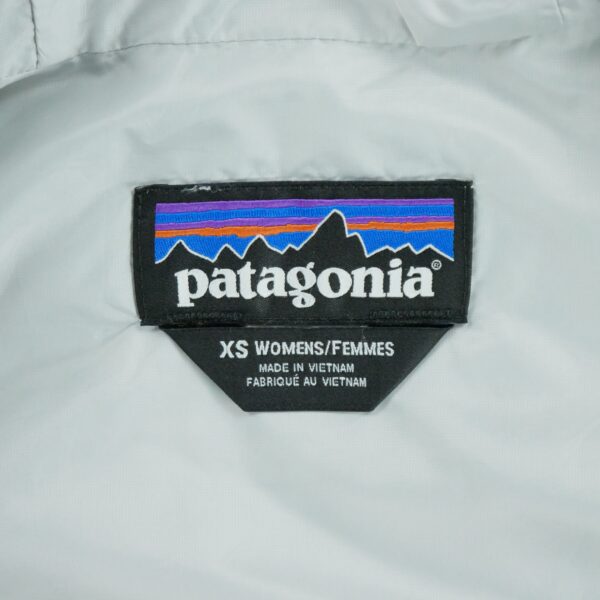 patagonia®
XS WOMENS/FEMMES
MADE IN VIETNAM
FABRIQUÉ AU VIETNAM